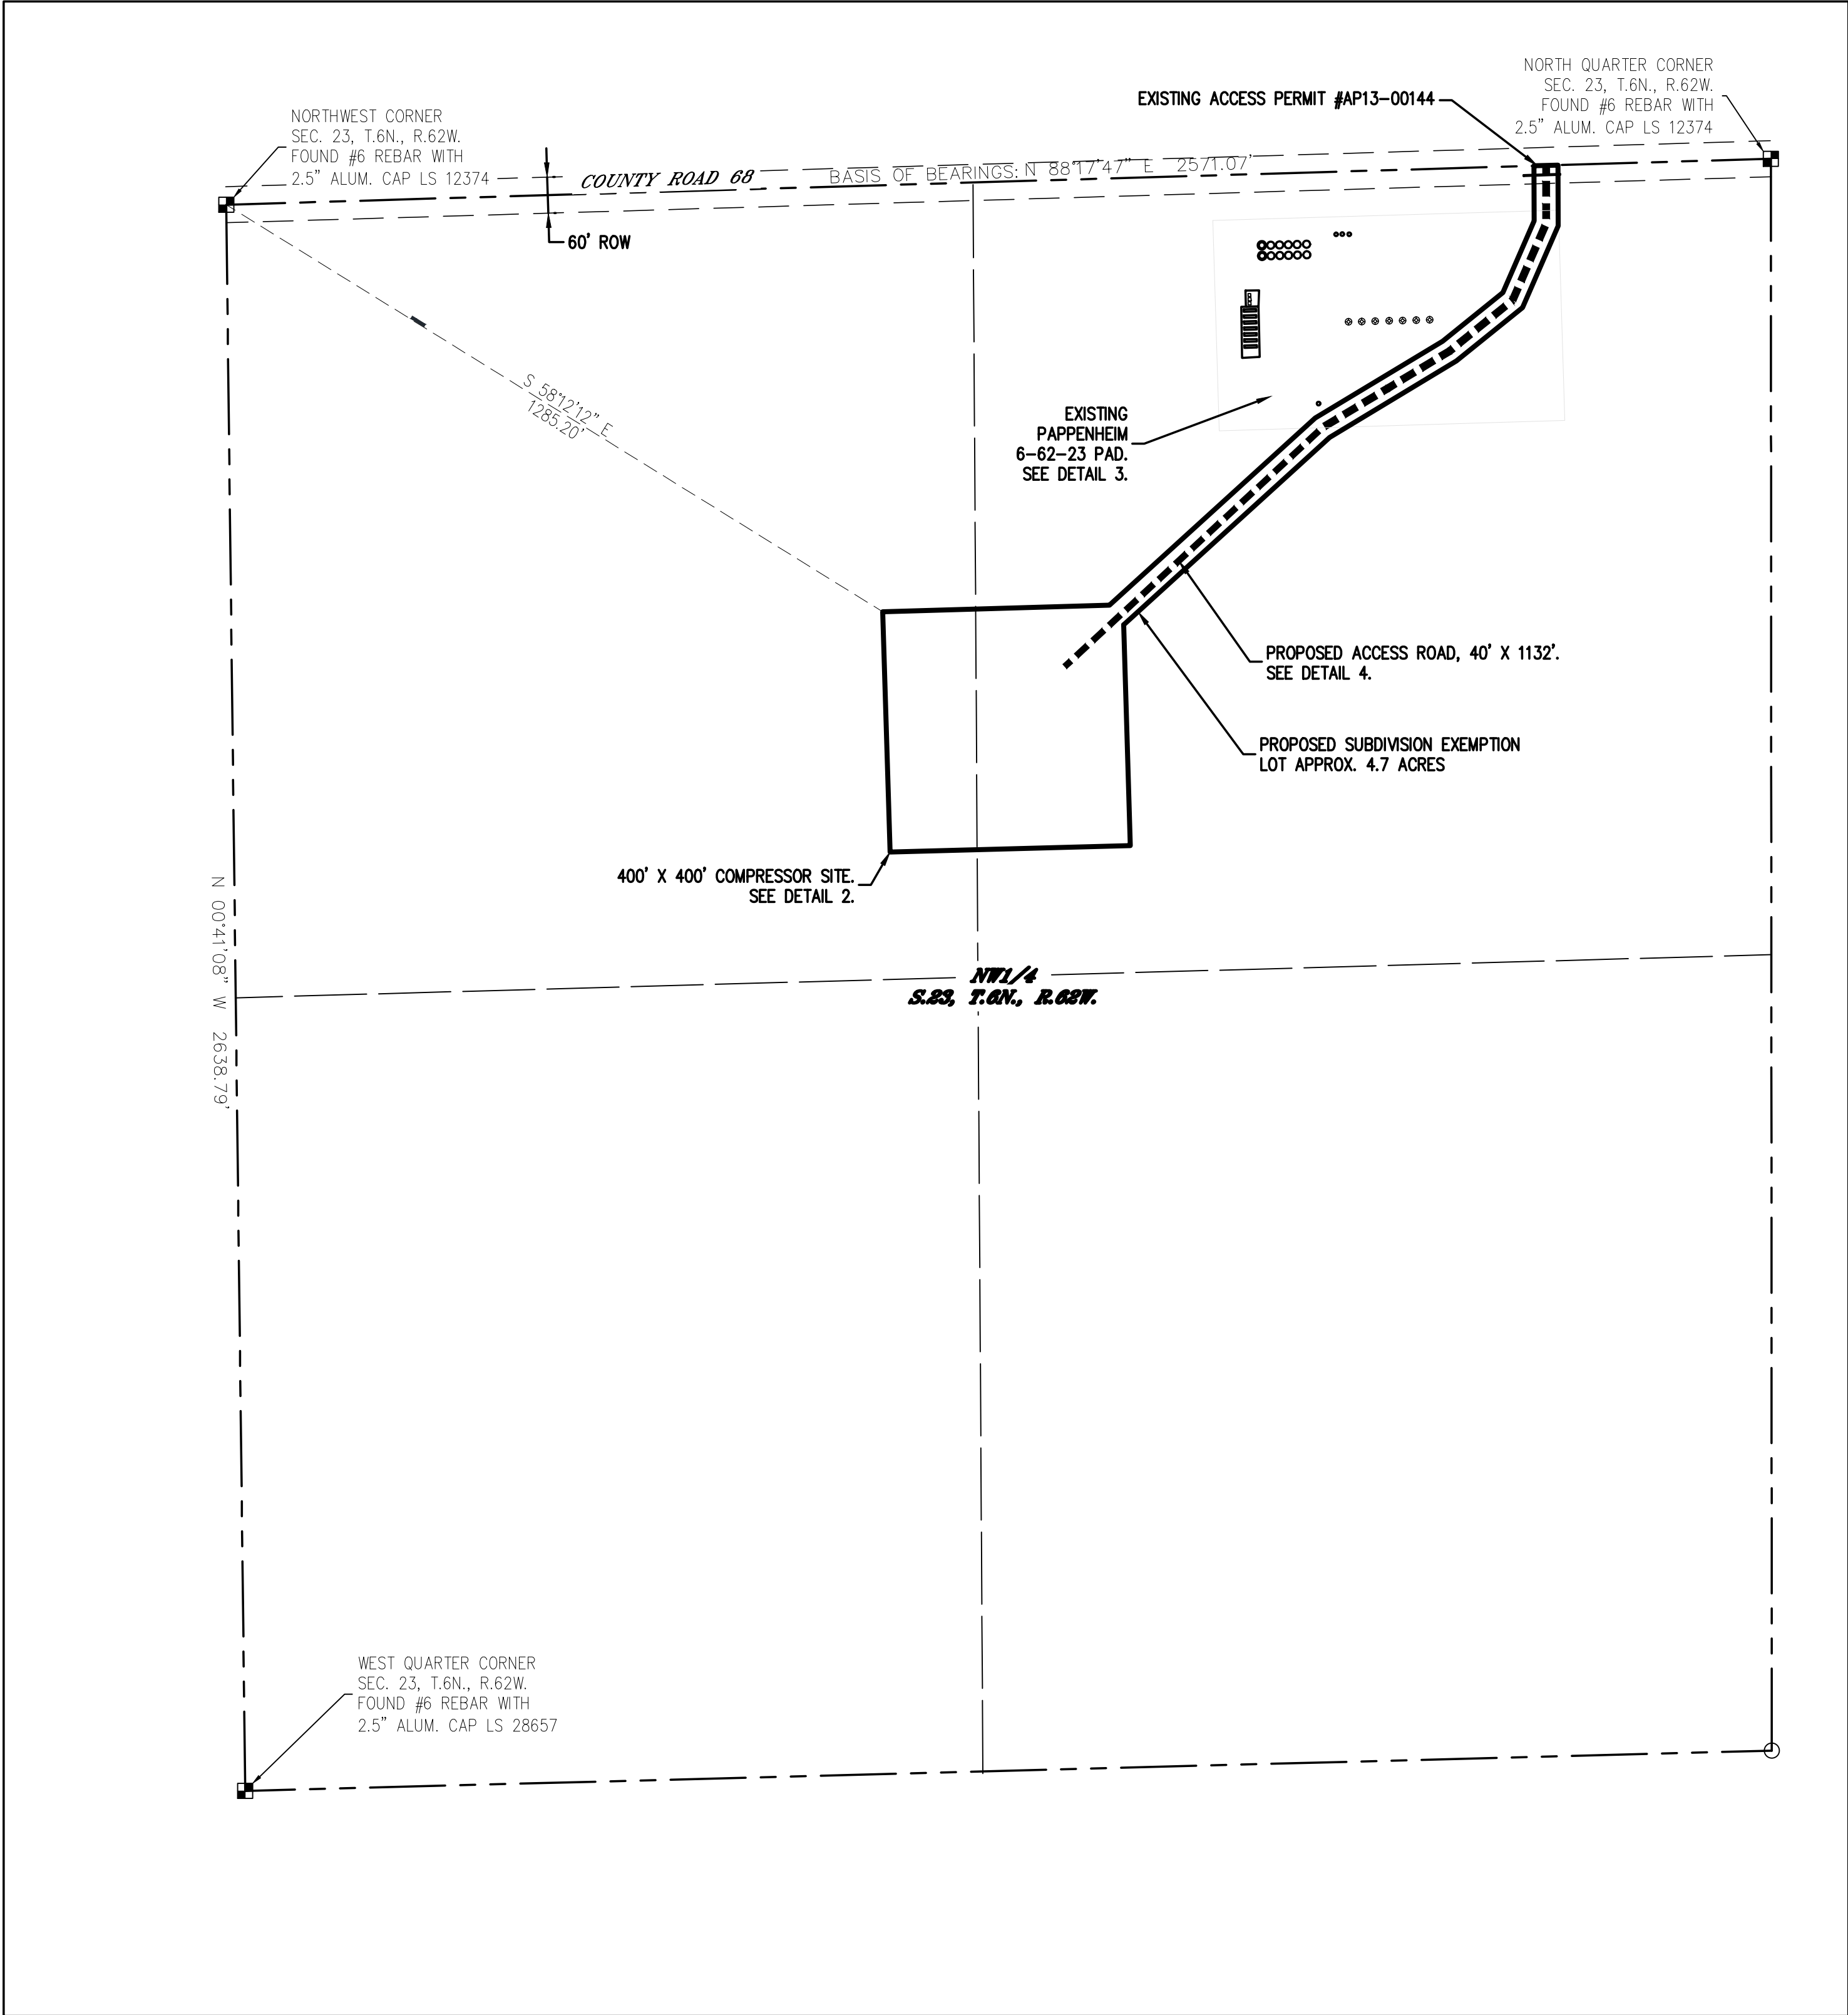 NORTH QUARTER CORNER
SEC. 23, T.6N., R.62W.
FOUND #6 REBAR WITH
2.5" ALUM. CAP LS 12374
EXISTING ACCESS PERMIT #AP13-00144
NORTHWEST CORNER
SEC. 23, T.6N., R.62W.
FOUND #6 REBAR WITH
2.5" ALUM. CAP LS 12374
COUNTY ROAD 68
BASIS OF BEARINGS: N 88°17'47" E 2571.07'
60' ROW
S 58°12'12" E
1285.20'
EXISTING
PAPPENHEIM
6-62-23 PAD.
SEE DETAIL 3.
PROPOSED ACCESS ROAD, 40' X 1132'.
SEE DETAIL 4.
PROPOSED SUBDIVISION EXEMPTION
LOT APPROX. 4.7 ACRES
400' X 400' COMPRESSOR SITE.
SEE DETAIL 2.
N 00°41'08" W 2638.79'
NW1/4
S.23, T.6N., R.62W.
WEST QUARTER CORNER
SEC. 23, T.6N., R.62W.
FOUND #6 REBAR WITH
2.5" ALUM. CAP LS 28657